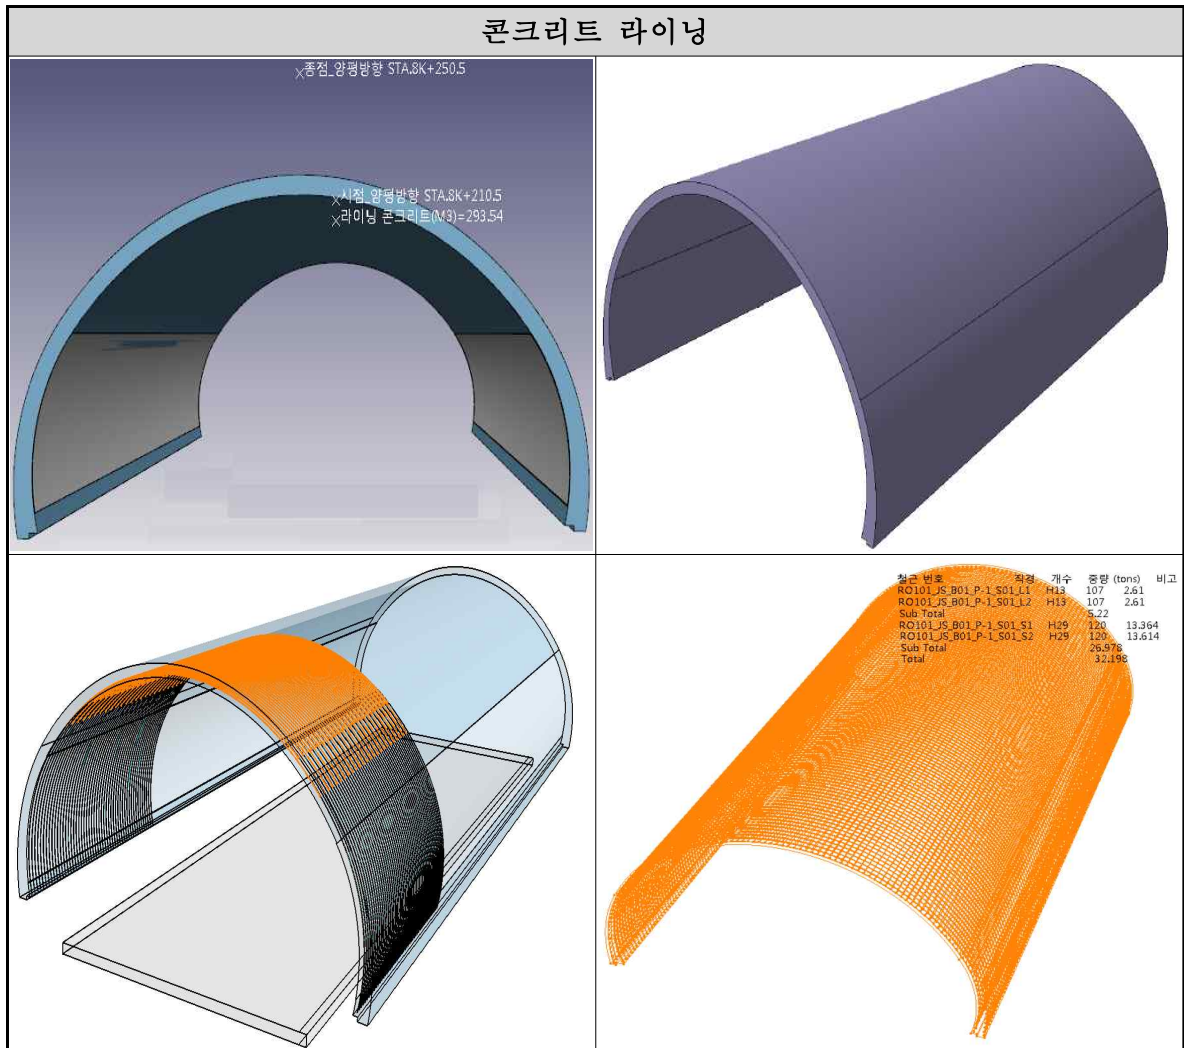 콘크리트 라이닝
종점_양평방향 STA.8K+250.5
시점_양평방향 STA.8K+210.5
라이닝 콘크리트(M3)=293.54
철근 번호 직경 개수 중량 (tons) 비고
RO101_JS_B01_P-1_S01_L1 H13 107 2.61
RO101_JS_B01_P-1_S01_L2 H13 107 2.61
Sub Total 5.22
RO101_JS_B01_P-1_S01_S1 H29 120 13.364
RO101_JS_B01_P-1_S01_S2 H29 120 13.614
Sub Total 26.978
Total 32.198